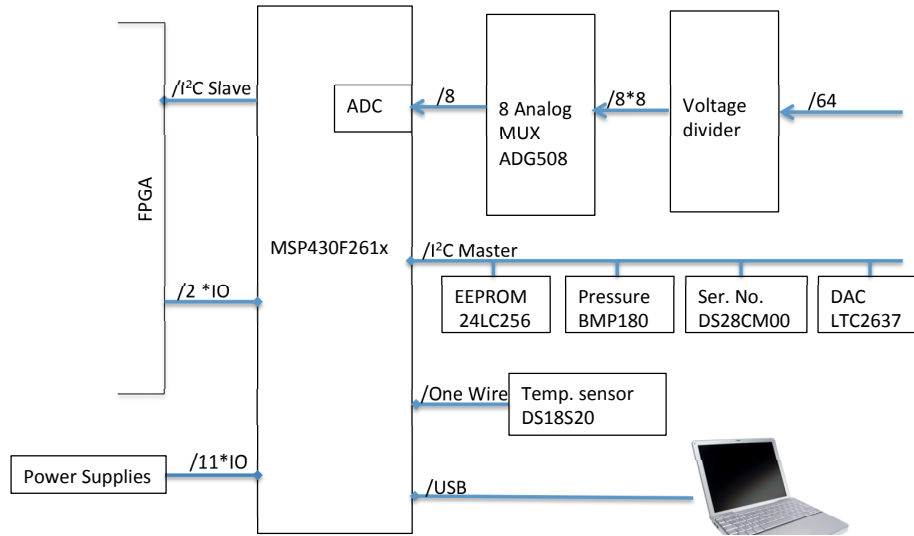 /I²C Slave
ADC
/8
8 Analog
MUX
ADG508
/8*8
Voltage
divider
/64
FPGA
MSP430F261x
/I²C Master
EEPROM
24LC256
Pressure
BMP180
Ser. No.
DS28CM00
DAC
LTC2637
/2 *IO
/One Wire
Temp. sensor
DS18S20
Power Supplies
/11*IO
/USB